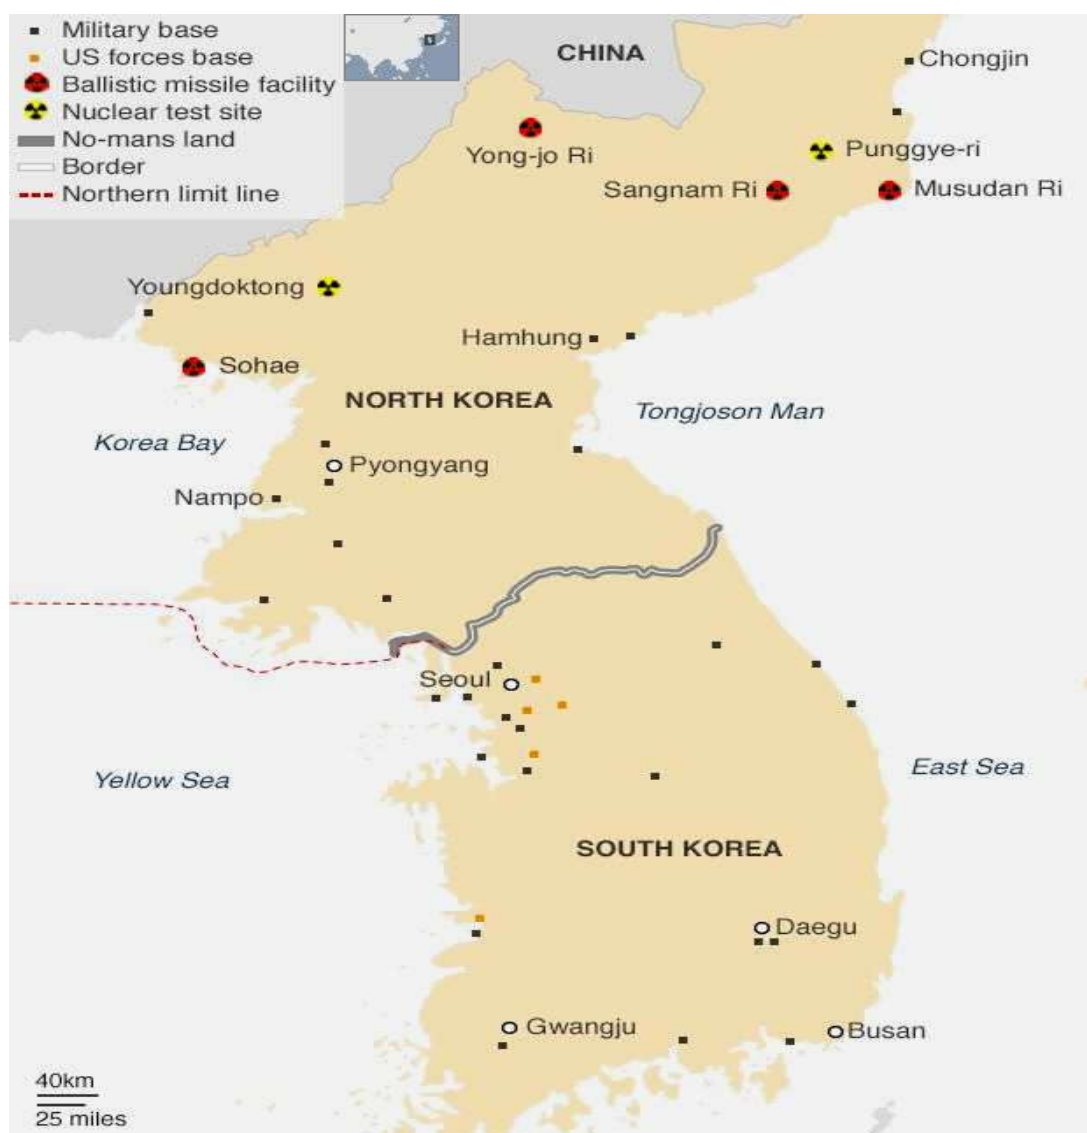 Military base
US forces base
Ballistic missile facility
Nuclear test site
No-mans land
Border
Northern limit line
CHINA
Chongjin
Yong-jo Ri
Punggye-ri
Sangnam Ri
Musudan Ri
Youngdoktong
Hamhung
Sohae
NORTH KOREA
Tongjoson Man
Korea Bay
Pyongyang
Nampo
Seoul
Yellow Sea
East Sea
SOUTH KOREA
Daegu
Gwangju
Busan
40km
25 miles